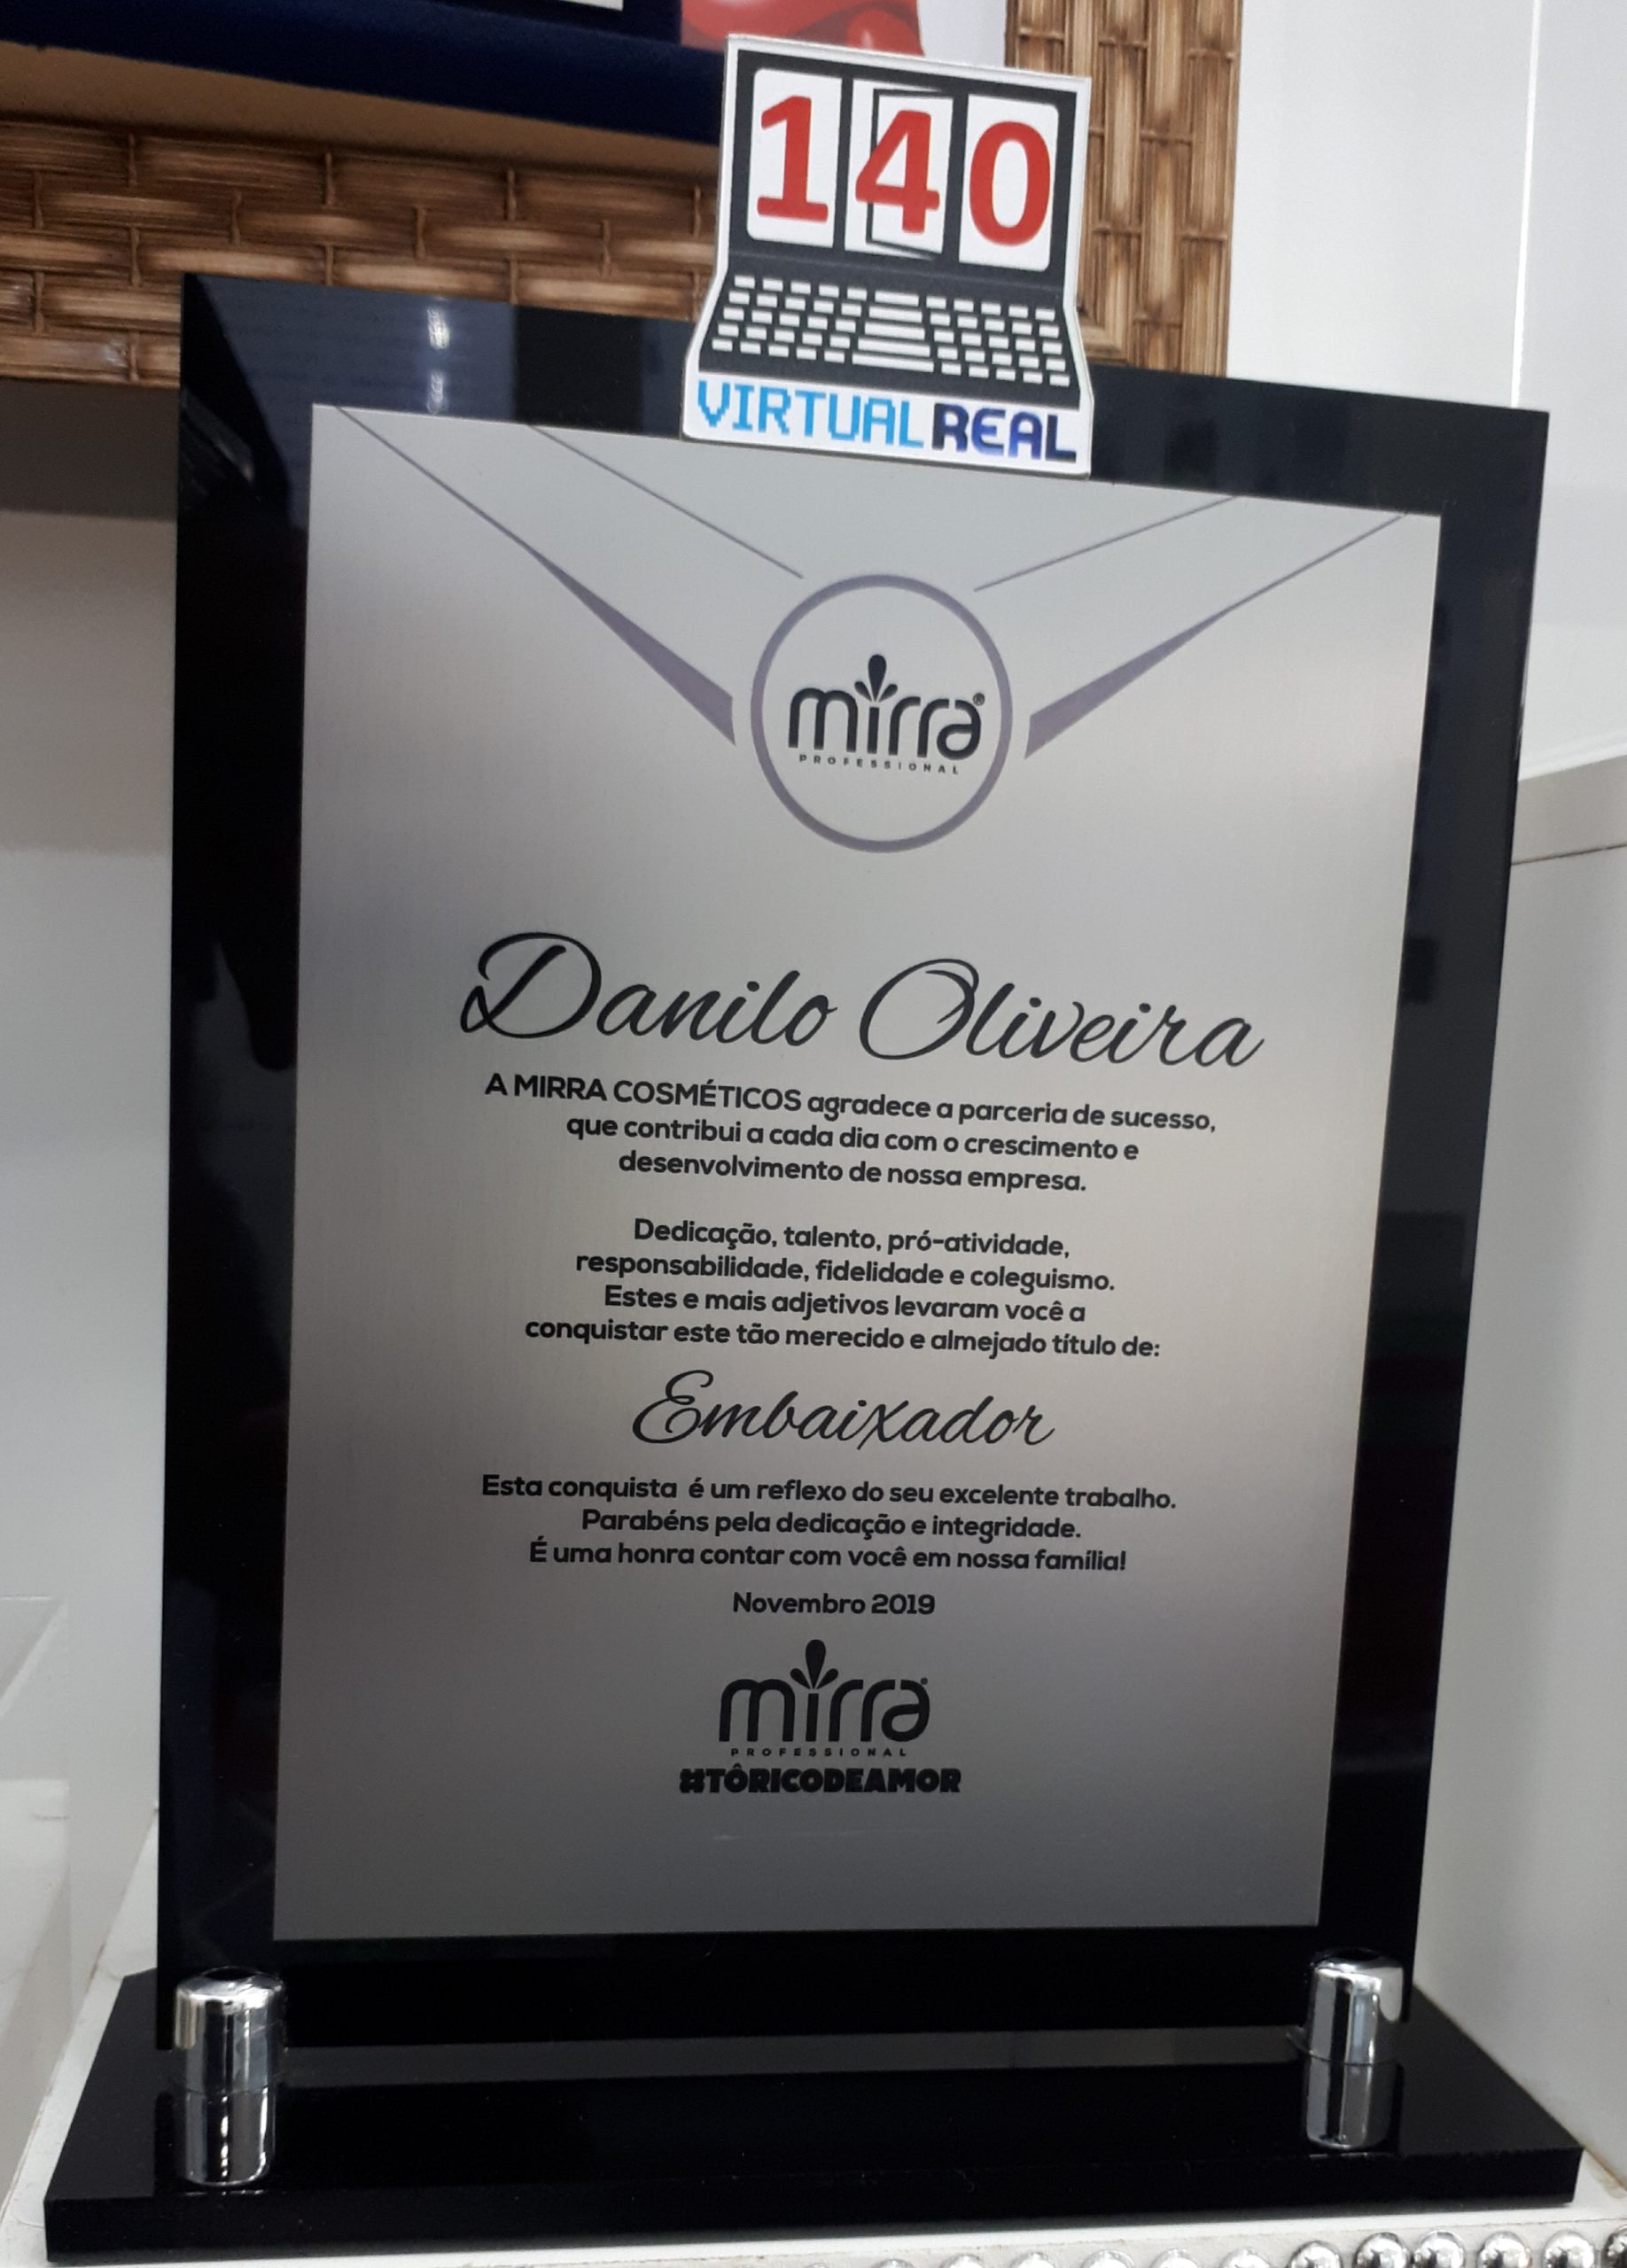 140
VIRTUALREAL
mirra®
PROFESSIONAL
Danilo Oliveira
A MIRRA COSMÉTICOS agradece a parceria de sucesso,
que contribui a cada dia com o crescimento e
desenvolvimento de nossa empresa.
Dedicação, talento, pró-atividade,
responsabilidade, fidelidade e coleguismo.
Estes e mais adjetivos levaram você a
conquistar este tão merecido e almejado título de:
Embaixador
Esta conquista é um reflexo do seu excelente trabalho.
Parabéns pela dedicação e integridade.
É uma honra contar com você em nossa família!
Novembro 2019
mirra®
PROFESSIONAL
#TÔRICODEAMOR